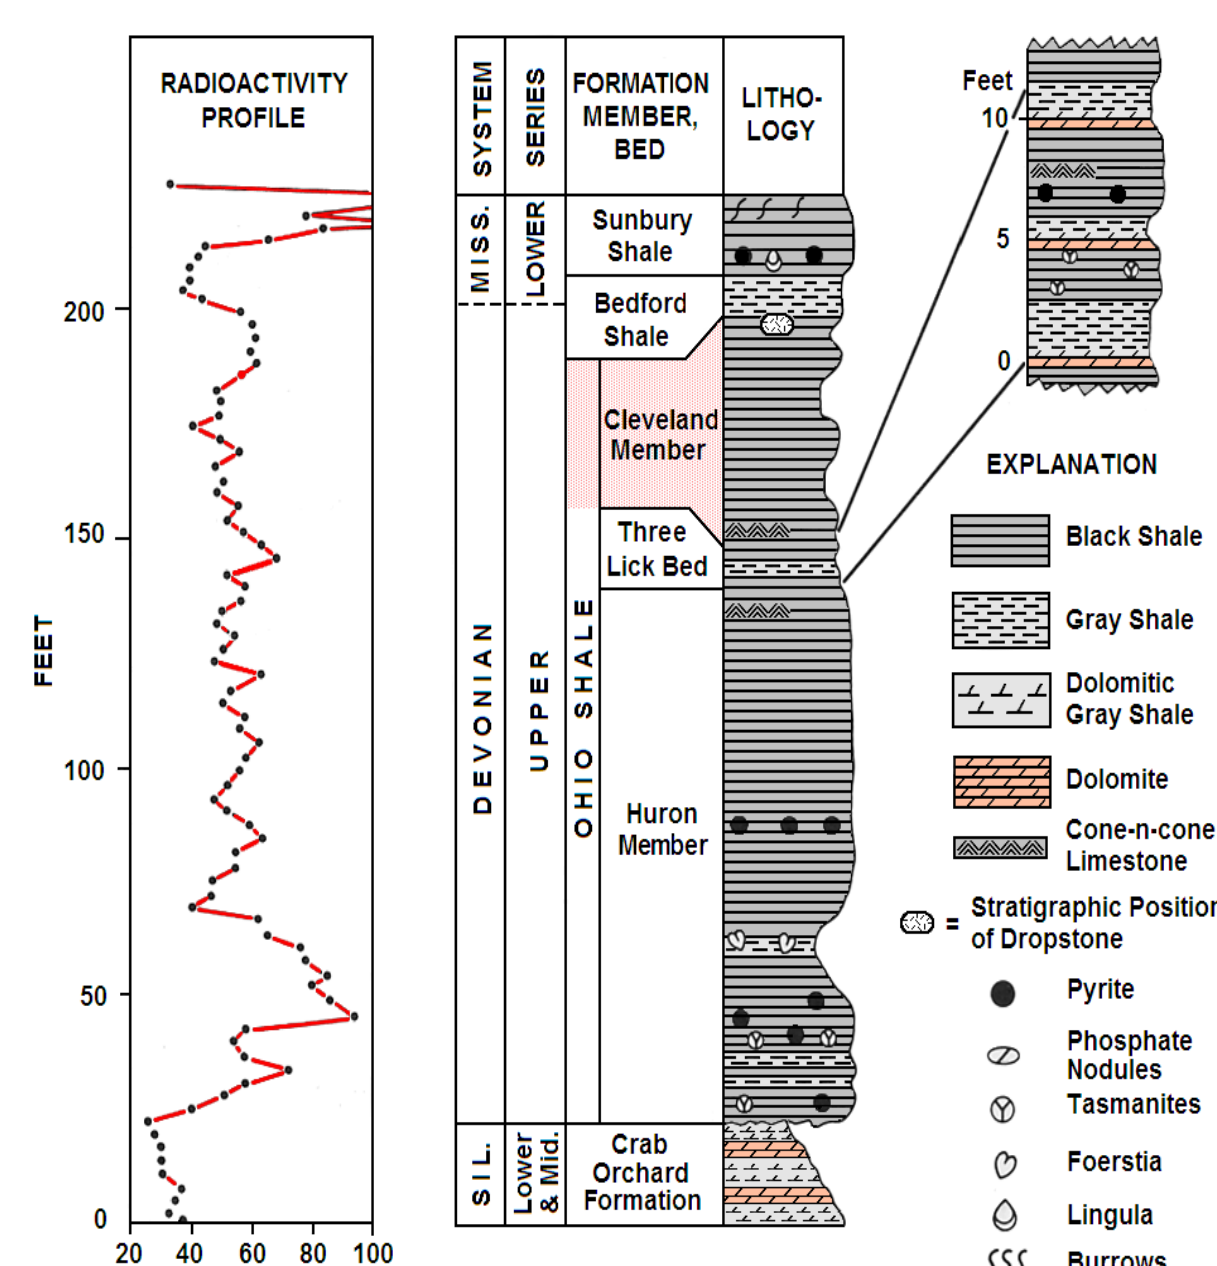 RADIOACTIVITY
PROFILE
200
150
100
50
0
FEET
20 40 60 80 100
SYSTEM
SERIES
FORMATION
MEMBER,
BED
LITHO-
LOGY
MISS.
LOWER
Sunbury
Shale
Bedford
Shale
DEVONIAN
UPPER
OHIO SHALE
Cleveland
Member
Three
Lick Bed
Huron
Member
SIL.
Lower
& Mid.
Crab
Orchard
Formation
Feet
10
5
0
EXPLANATION
Black Shale
Gray Shale
Dolomitic
Gray Shale
Dolomite
Cone-n-cone
Limestone
= Stratigraphic Position
of Dropstone
Pyrite
Phosphate
Nodules
Tasmanites
Foerstia
Lingula
Burrows